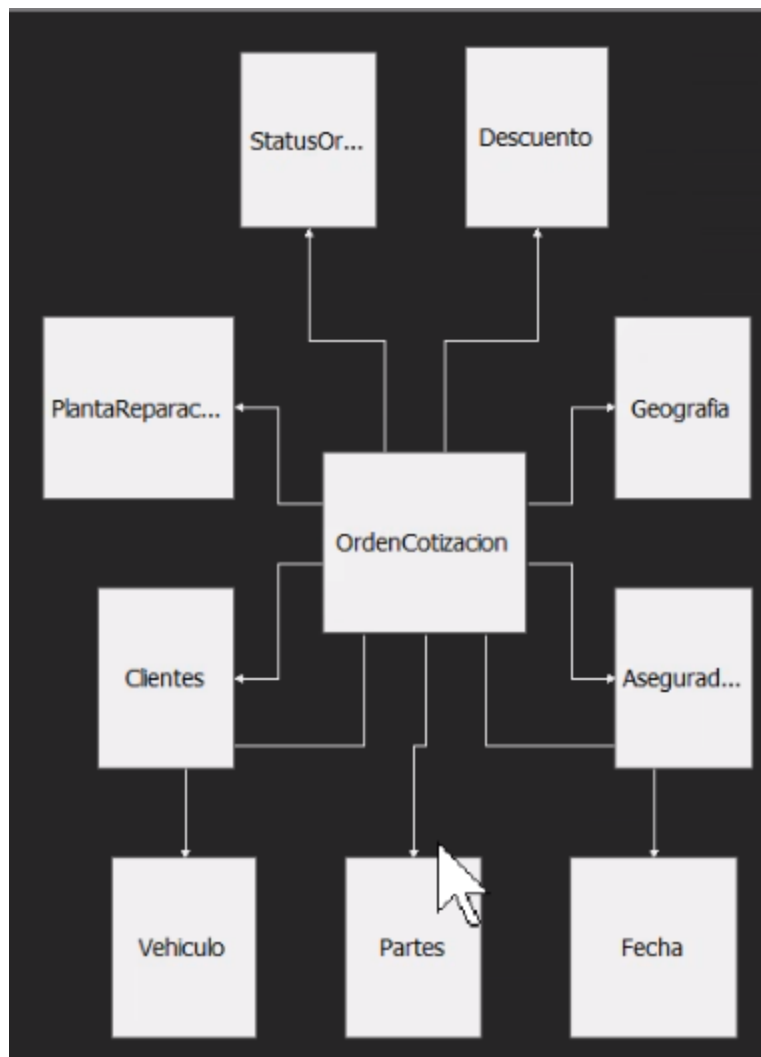 StatusOr...
Descuento
PlantaReparac...
Geografia
OrdenCotizacion
Clientes
Asegurad...
Vehiculo
Partes
Fecha